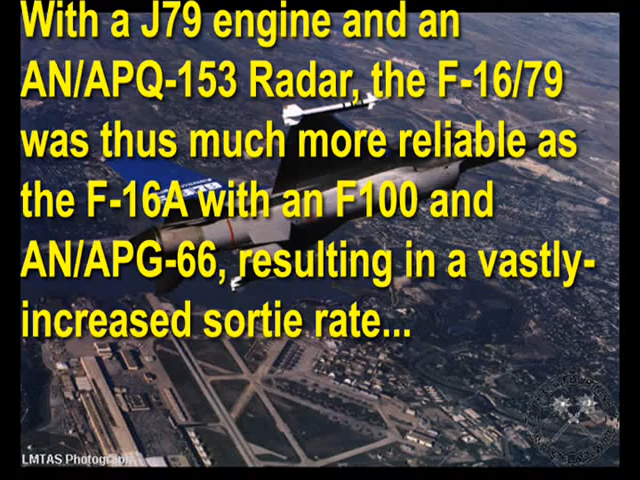 With a J79 engine and an
AN/APQ-153 Radar, the F-16/79
was thus much more reliable as
the F-16A with an F100 and
AN/APG-66, resulting in a vastly-
increased sortie rate...
LMTAS Photograph